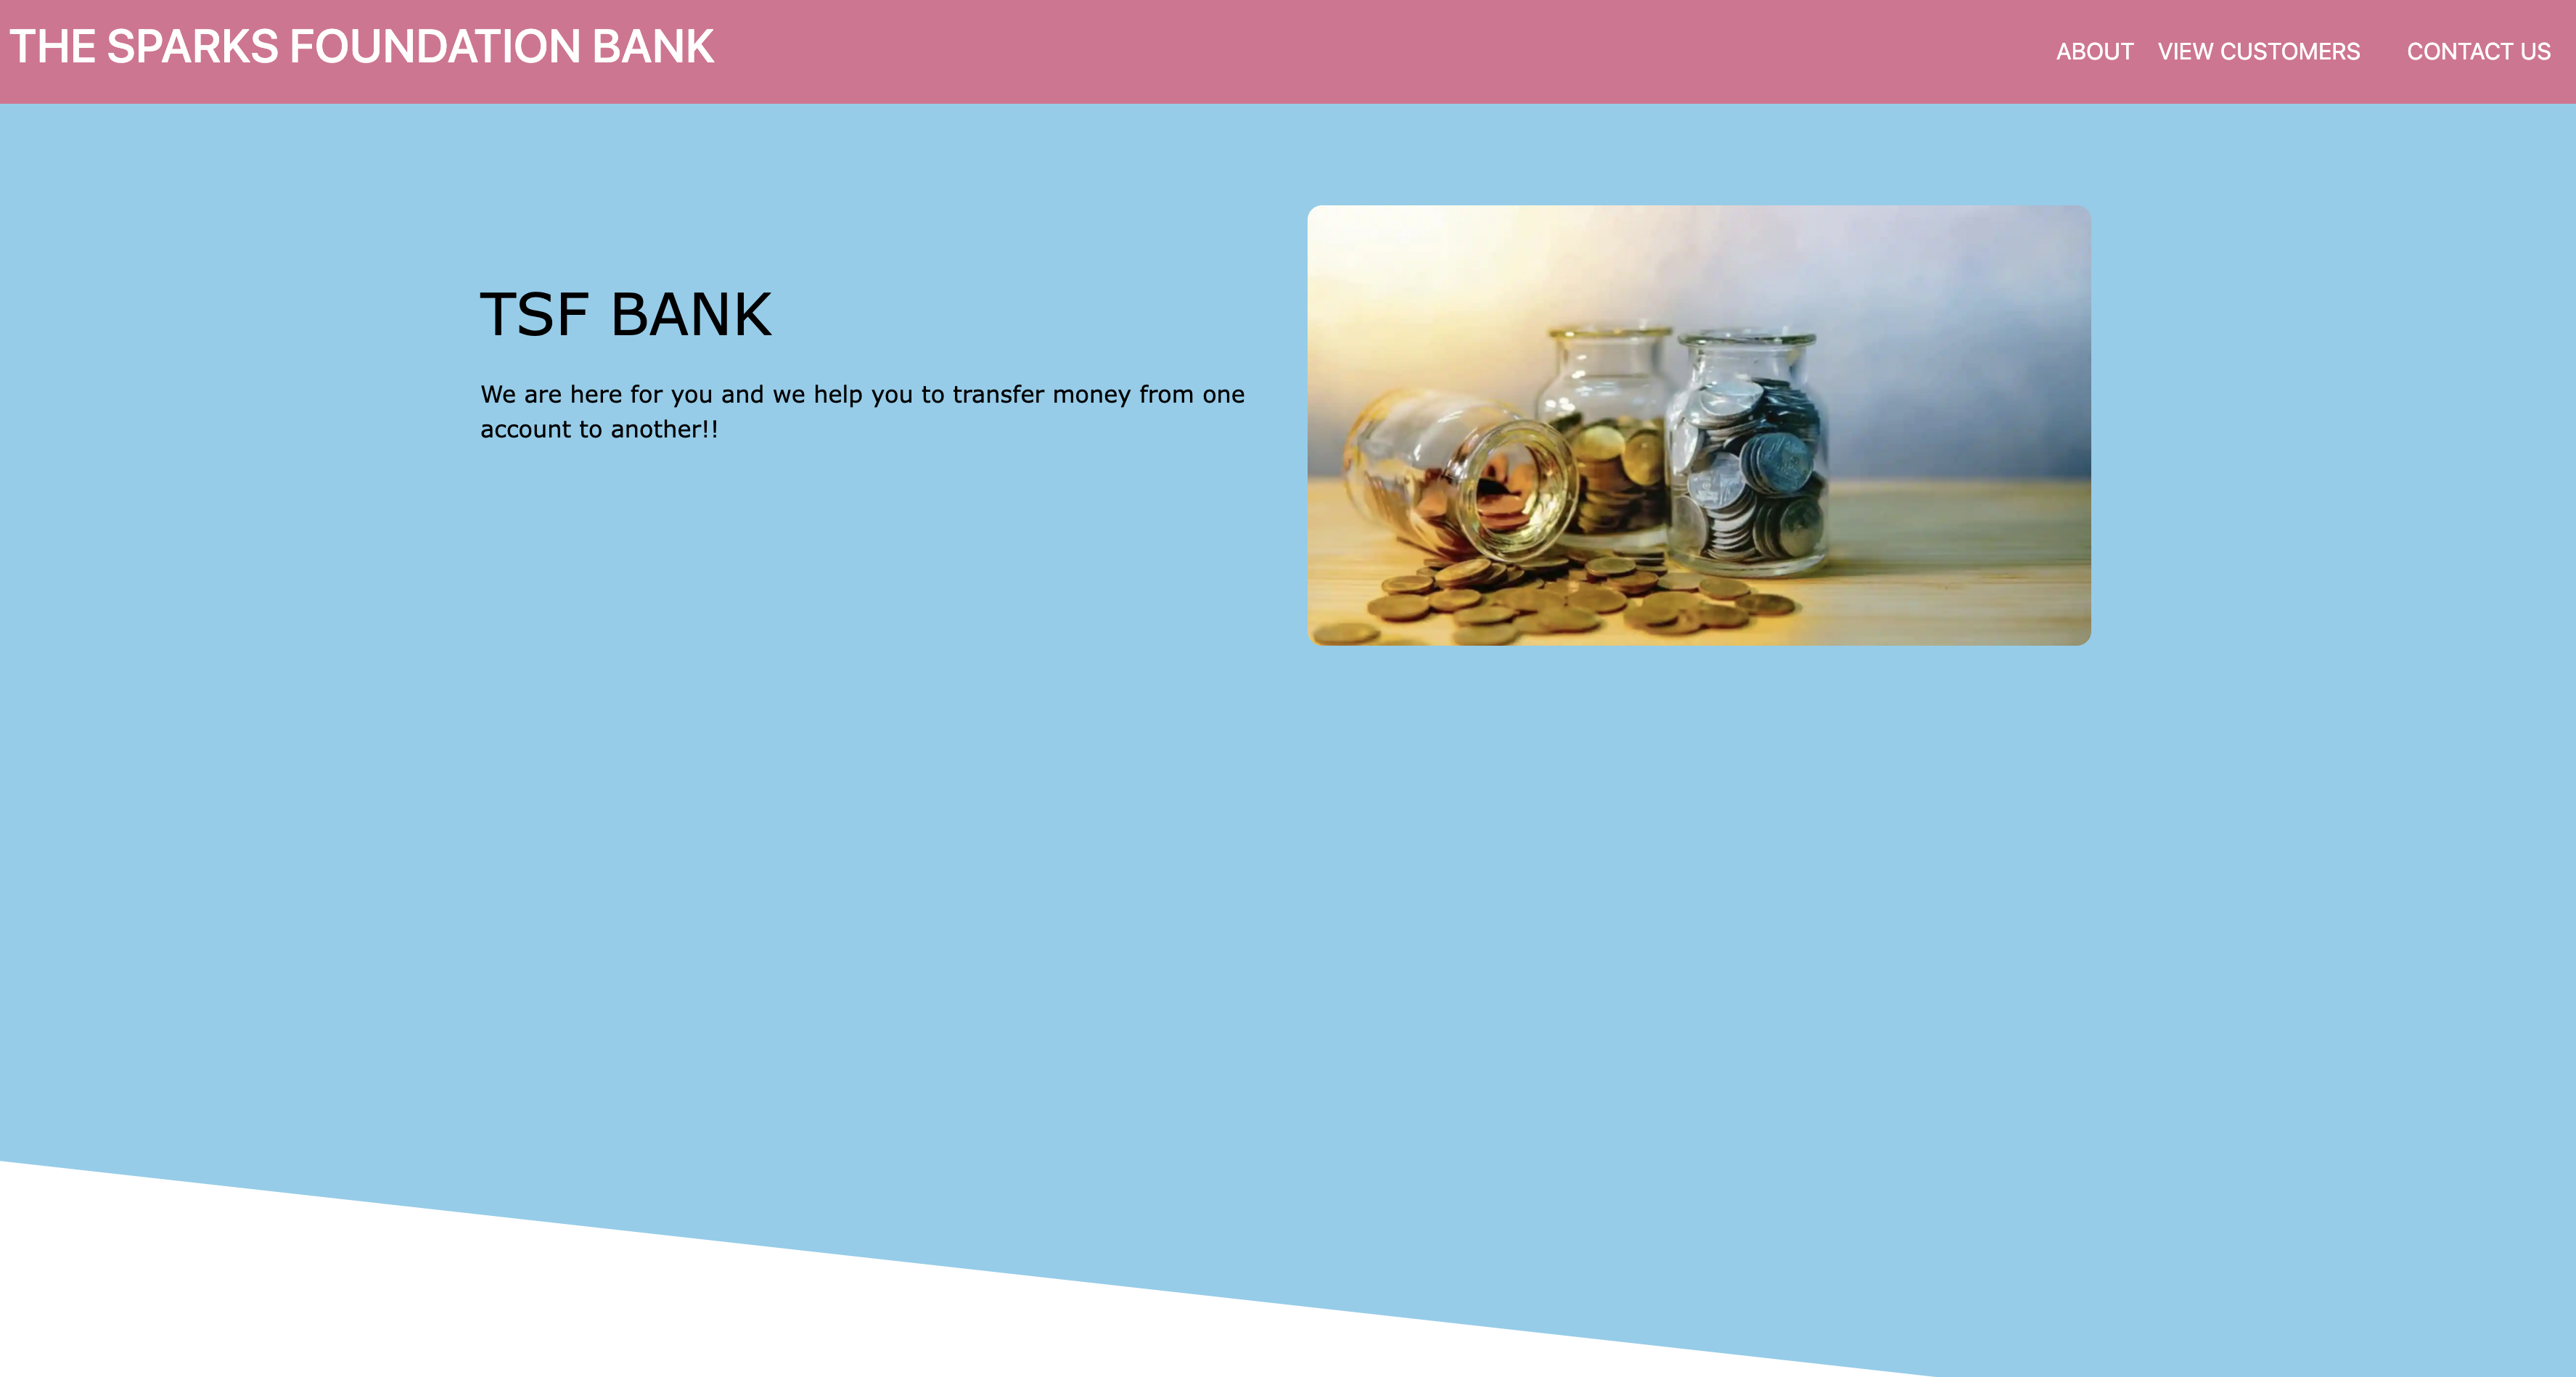 THE SPARKS FOUNDATION BANK
ABOUT VIEW CUSTOMERS CONTACT US
TSF BANK
We are here for you and we help you to transfer money from one
account to another!!